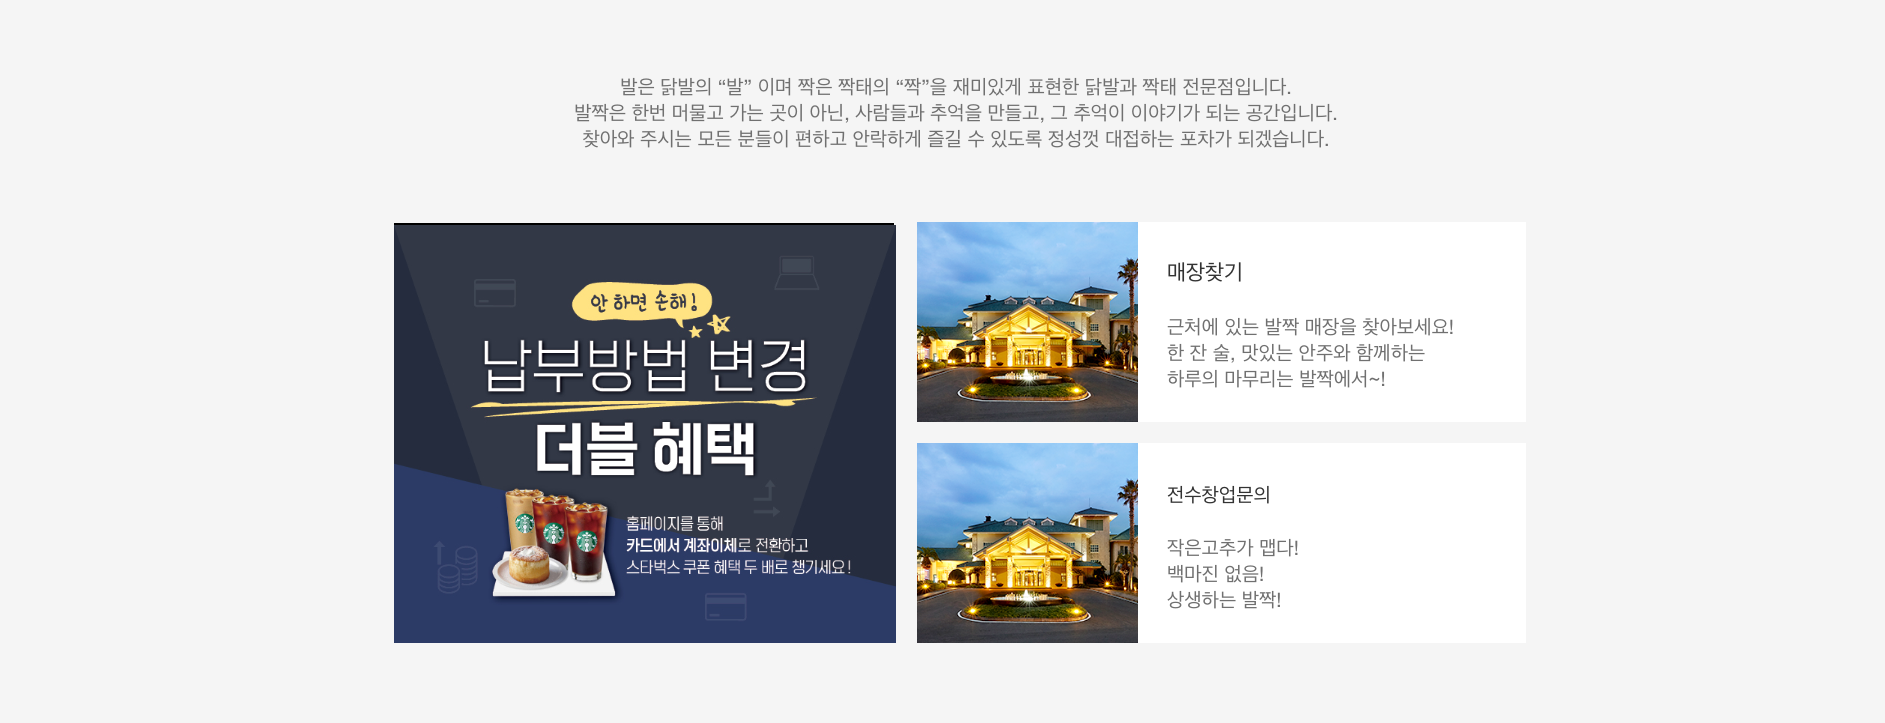 발은 닭발의 “발” 이며 짝은 짝태의 “짝”을 재미있게 표현한 닭발과 짝태 전문점입니다.
발짝은 한번 머물고 가는 곳이 아닌, 사람들과 추억을 만들고, 그 추억이 이야기가 되는 공간입니다.
찾아와 주시는 모든 분들이 편하고 안락하게 즐길 수 있도록 정성껏 대접하는 포차가 되겠습니다.
안 하면 손해!
납부방법 변경
더블 혜택
홈페이지를 통해
카드에서 계좌이체로 전환하고
스타벅스 쿠폰 혜택 두 배로 챙기세요!
매장찾기
근처에 있는 발짝 매장을 찾아보세요!
한 잔 술, 맛있는 안주와 함께하는
하루의 마무리는 발짝에서~!
전수창업문의
작은고추가 맵다!
백마진 없음!
상생하는 발짝!